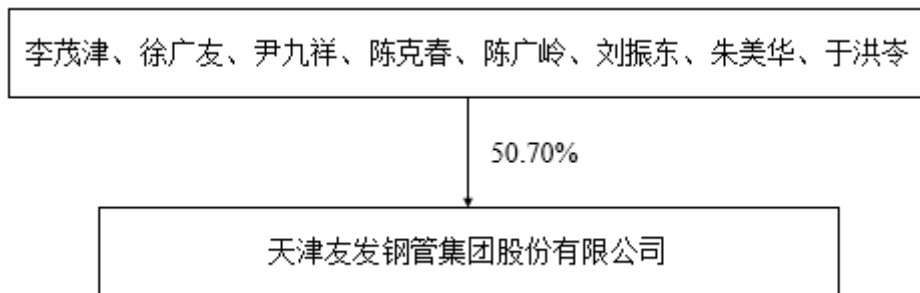 李茂津、徐广友、尹九祥、陈克春、陈广岭、刘振东、朱美华、于洪岑
50.70%
天津友发钢管集团股份有限公司